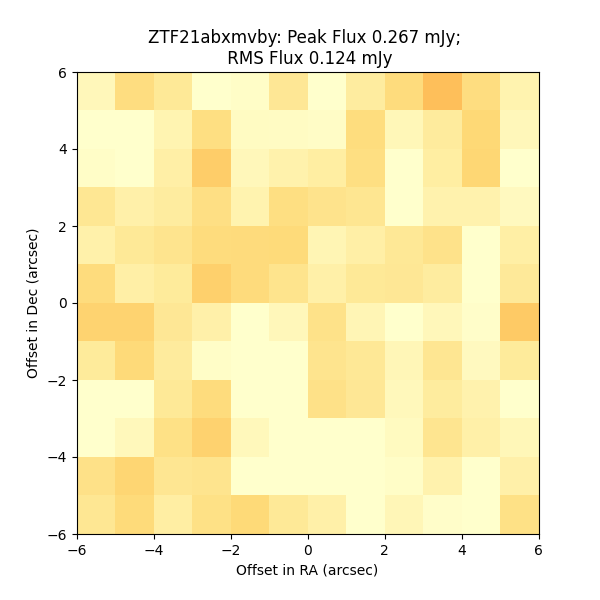 ZTF21abxmvby: Peak Flux 0.267 mJy;
RMS Flux 0.124 mJy
6
4
2
0
−2
−4
−6
Offset in Dec (arcsec)
−6 −4 −2 0 2 4 6
Offset in RA (arcsec)